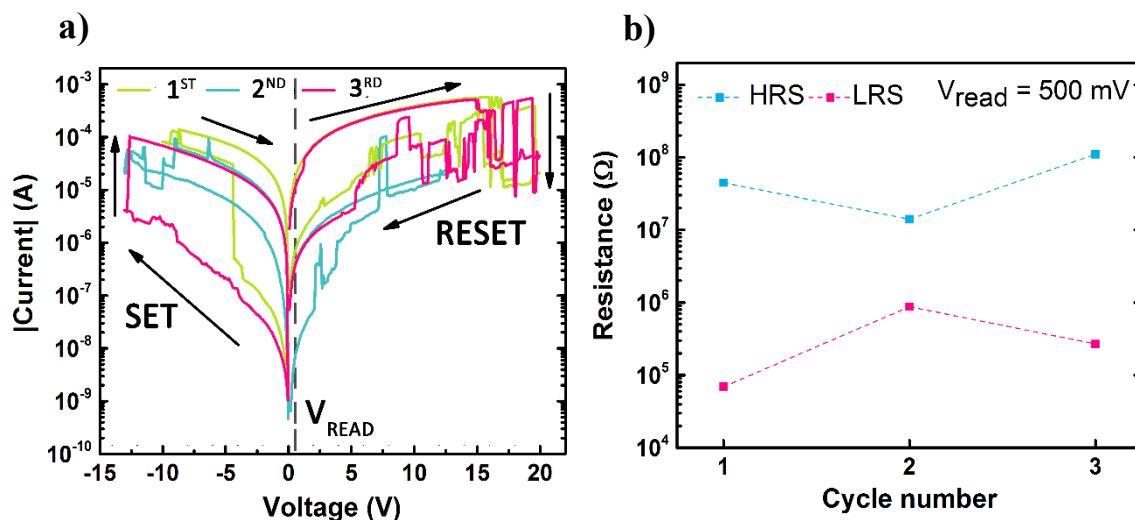 a)
1ST 2ND 3RD
SET
RESET
VREAD
|Current| (A)
10-3
10-4
10-5
10-6
10-7
10-8
10-9
10-10
-15 -10 -5 0 5 10 15 20
Voltage (V)
b)
HRS LRS Vread = 500 mV
Resistance (Ω)
109
108
107
106
105
104
1 2 3
Cycle number